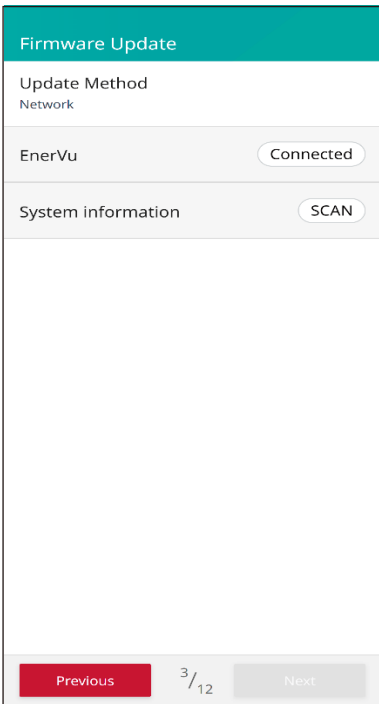 Firmware Update
Update Method
Network
EnerVu
Connected
System information
SCAN
Previous
3/12
Next